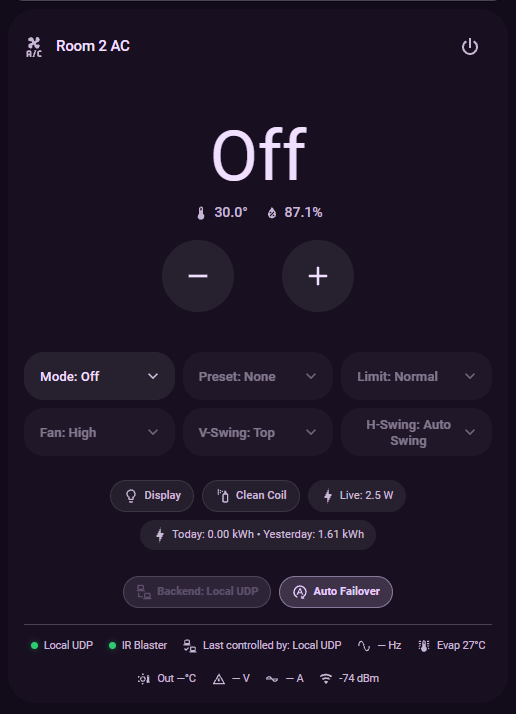 A/C Room 2 AC
Off
30.0° 87.1%
Mode: Off Preset: None Limit: Normal
Fan: High V-Swing: Top H-Swing: Auto Swing
Display Clean Coil Live: 2.5 W
Today: 0.00 kWh • Yesterday: 1.61 kWh
Backend: Local UDP Auto Failover
Local UDP IR Blaster Last controlled by: Local UDP — Hz Evap 27°C
Out —°C — V — A -74 dBm